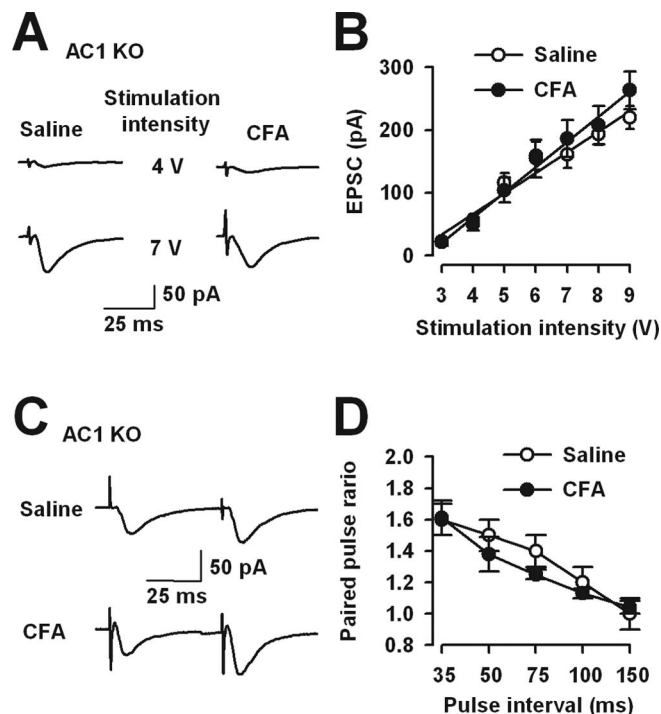 A
AC1 KO
Stimulation
intensity
Saline
CFA
4 V
7 V
50 pA
25 ms
B
Saline
CFA
EPSC (pA)
300
200
100
0
3 4 5 6 7 8 9
Stimulation intensity (V)
C
AC1 KO
Saline
50 pA
25 ms
CFA
D
Saline
CFA
Paired pulse rario
2.0
1.8
1.6
1.4
1.2
1.0
0.8
35 50 75 100 150
Pulse interval (ms)